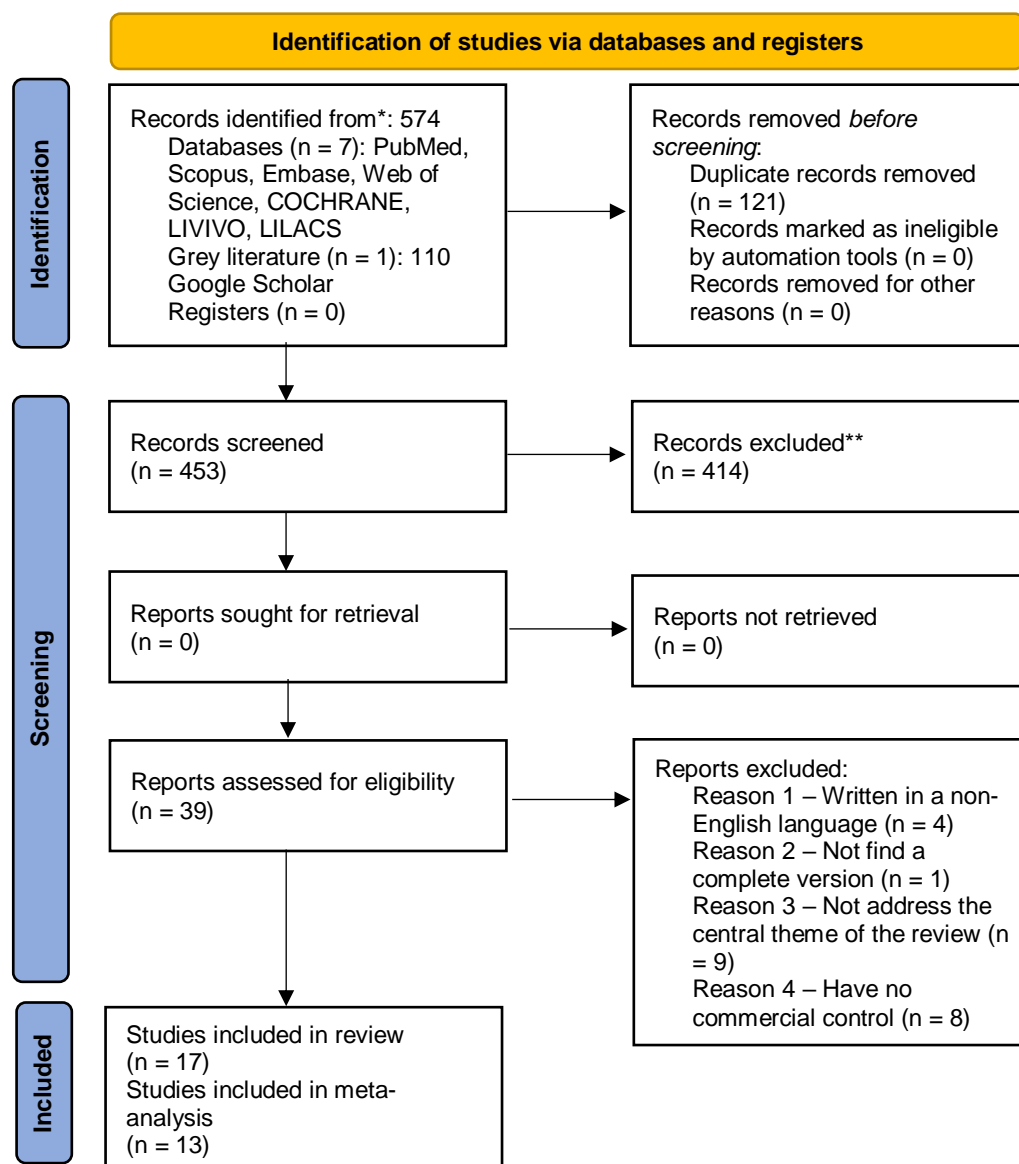 Identification of studies via databases and registers
Identification
Records identified from*: 574
Databases (n = 7): PubMed,
Scopus, Embase, Web of
Science, COCHRANE,
LIVIVO, LILACS
Grey literature (n = 1): 110
Google Scholar
Registers (n = 0)
Records removed before
screening:
Duplicate records removed
(n = 121)
Records marked as ineligible
by automation tools (n = 0)
Records removed for other
reasons (n = 0)
Screening
Records screened
(n = 453)
Records excluded**
(n = 414)
Reports sought for retrieval
(n = 0)
Reports not retrieved
(n = 0)
Reports assessed for eligibility
(n = 39)
Reports excluded:
Reason 1 – Written in a non-
English language (n = 4)
Reason 2 – Not find a
complete version (n = 1)
Reason 3 – Not address the
central theme of the review (n
= 9)
Reason 4 – Have no
commercial control (n = 8)
Included
Studies included in review
(n = 17)
Studies included in meta-
analysis
(n = 13)